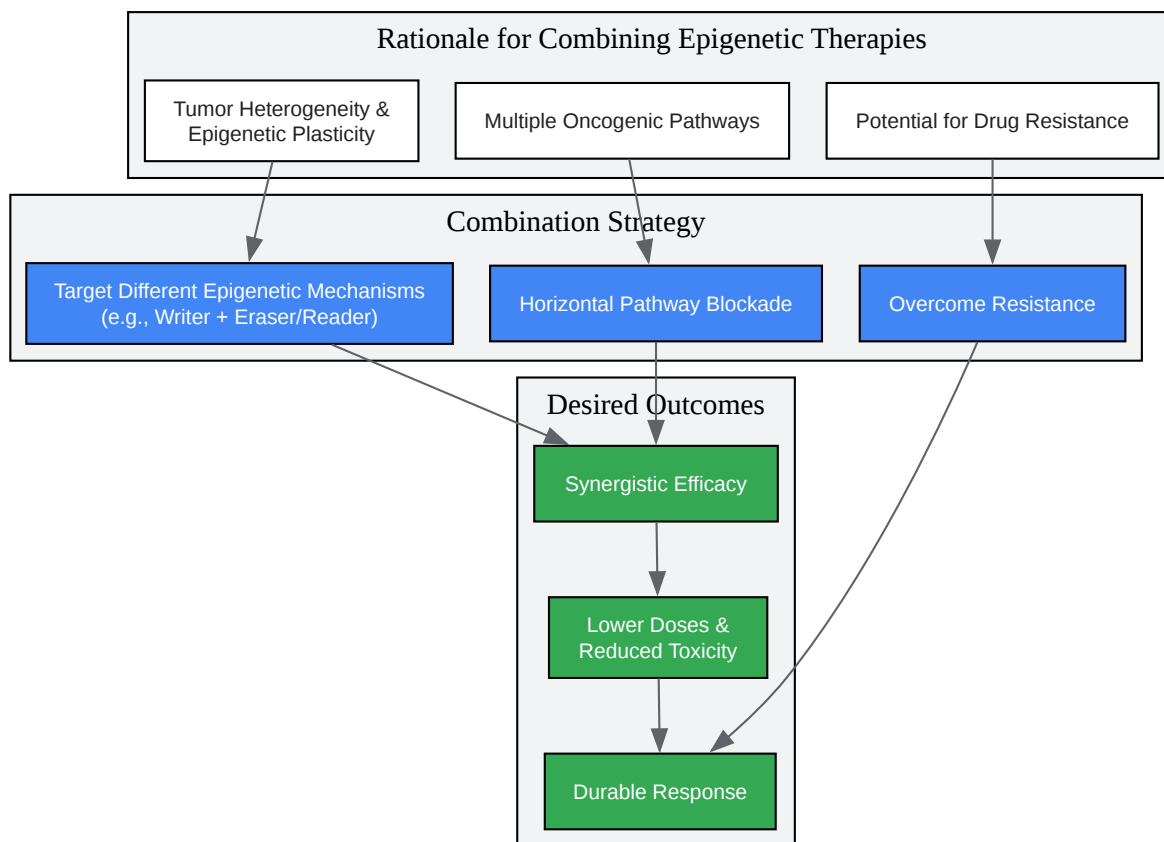 Rationale for Combining Epigenetic Therapies
Tumor Heterogeneity &
Epigenetic Plasticity
Multiple Oncogenic Pathways
Potential for Drug Resistance
Combination Strategy
Target Different Epigenetic Mechanisms
(e.g., Writer + Eraser/Reader)
Horizontal Pathway Blockade
Overcome Resistance
Desired Outcomes
Synergistic Efficacy
Lower Doses &
Reduced Toxicity
Durable Response